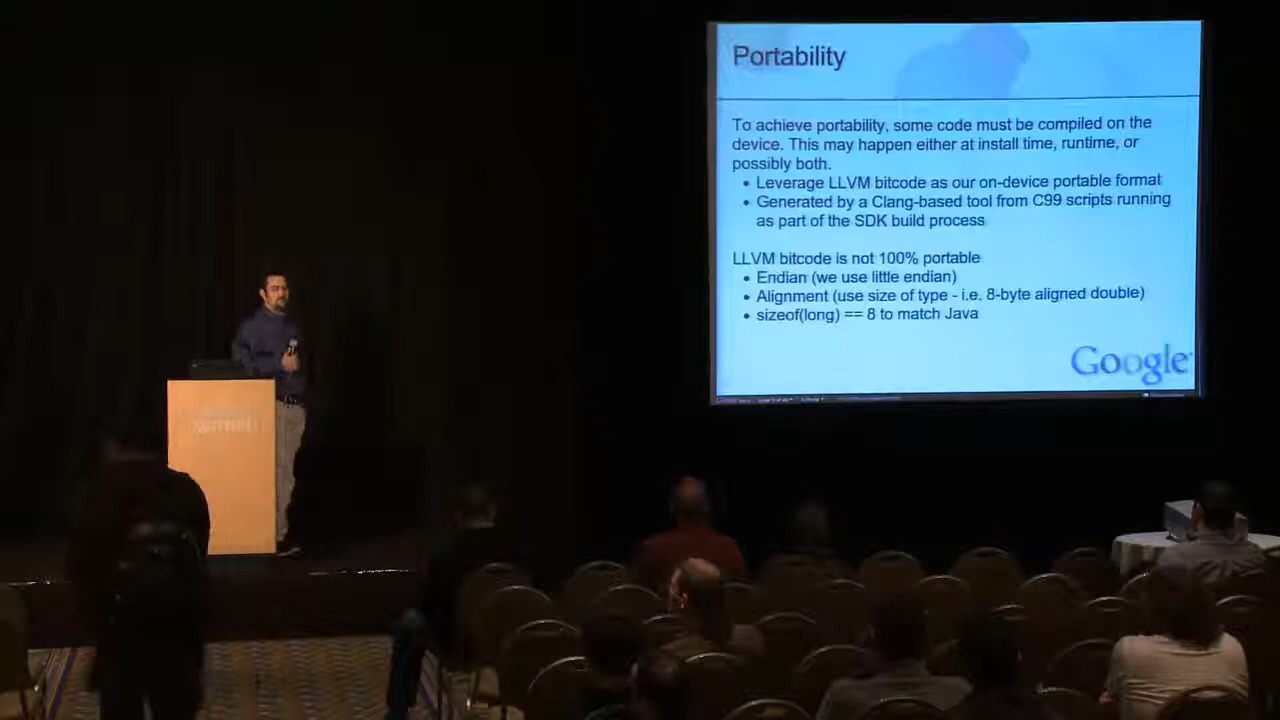 Portability
To achieve portability, some code must be compiled on the
device. This may happen either at install time, runtime, or
possibly both.
• Leverage LLVM bitcode as our on-device portable format
• Generated by a Clang-based tool from C99 scripts running
as part of the SDK build process
LLVM bitcode is not 100% portable
• Endian (we use little endian)
• Alignment (use size of type - i.e. 8-byte aligned double)
• sizeof(long) == 8 to match Java
Google
Marriott